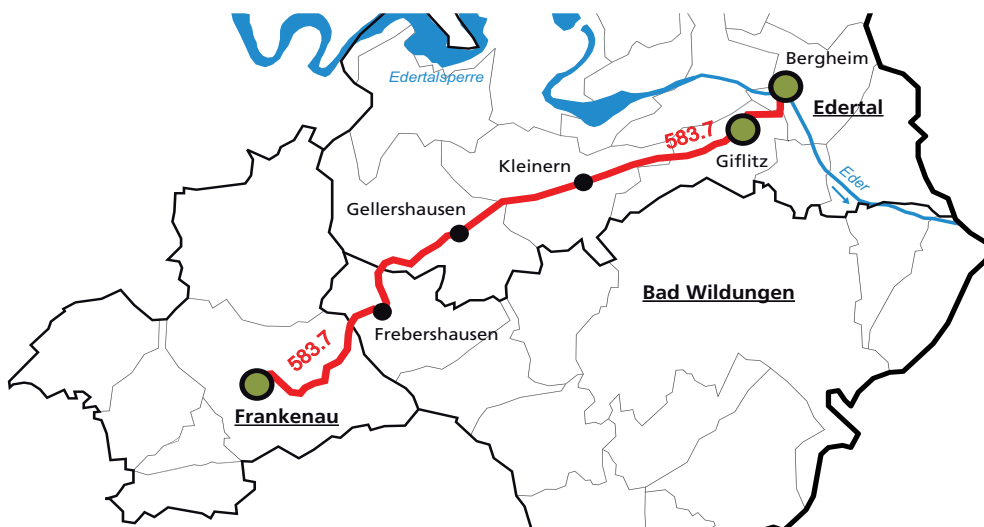 Bergheim
Edertalsperre
Edertal
583.7
Giflitz
Kleinern
Eder
Gellershausen
Bad Wildungen
Frebershausen
583.7
Frankenau